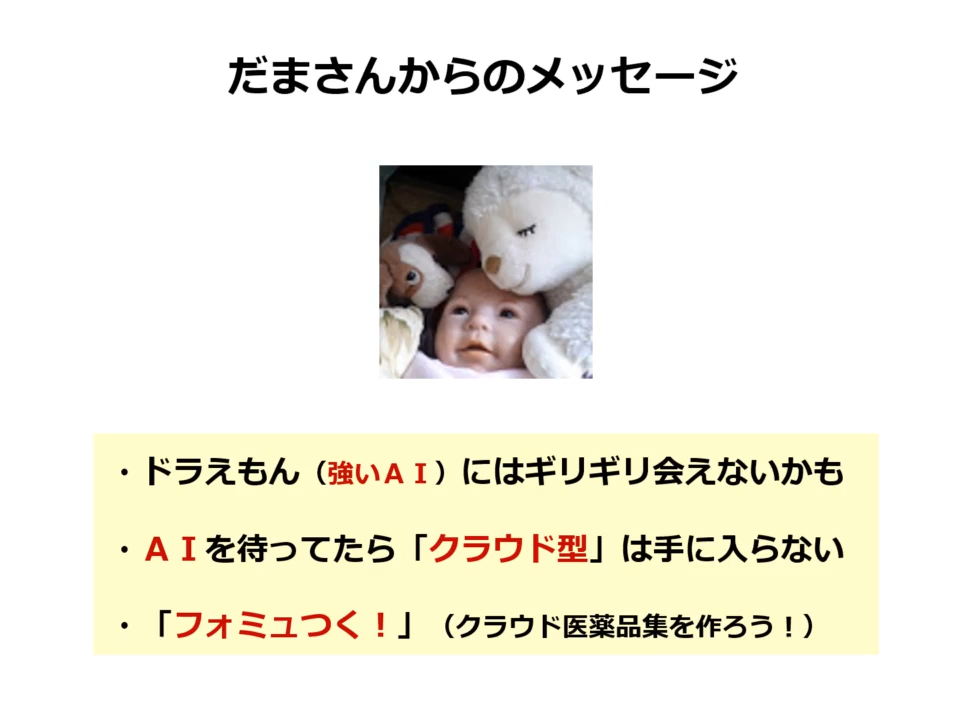 だまさんからのメッセージ
・ドラえもん（強いＡＩ）にはギリギリ会えないかも
・ＡＩを待ってたら「クラウド型」は手に入らない
・「フォミュつく！」（クラウド医薬品集を作ろう！）